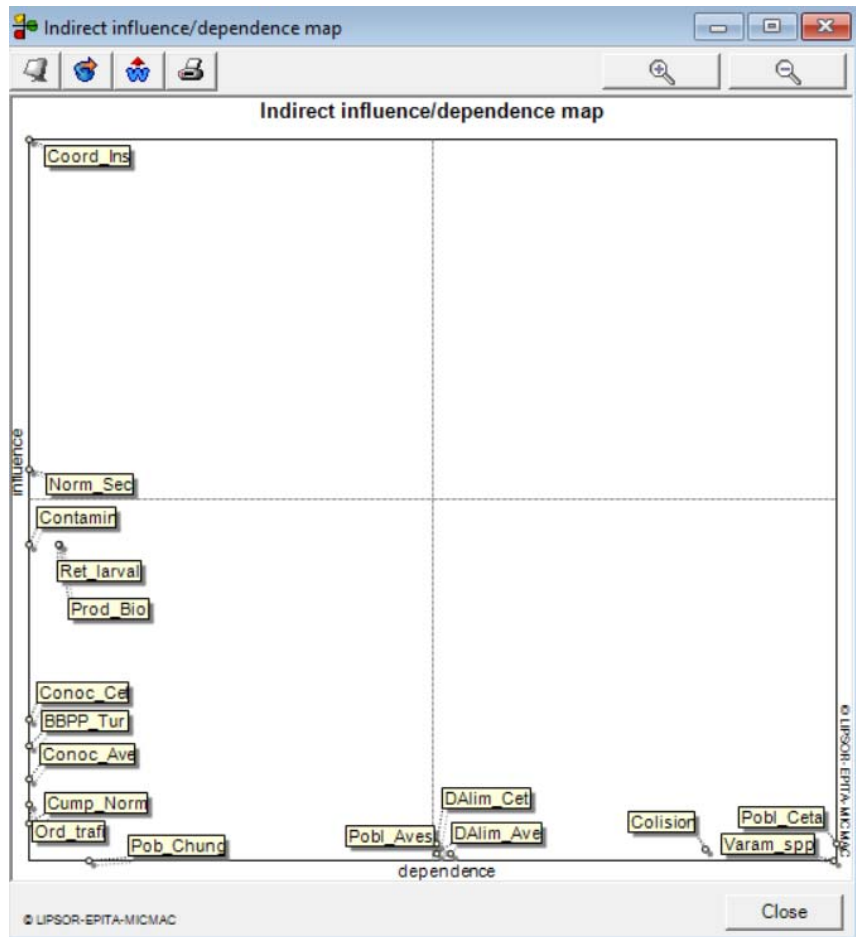 Indirect influence/dependence map
Indirect influence/dependence map
Coord_Ins
influence
Norm_Sec
Contamin
Ret_larval
Prod_Bio
Conoc_Cet
BBPP_Tur
Conoc_Ave
Cump_Norm
Ord_trafi
Pob_Chung
Pobl_Aves
DAlim_Cet
DAlim_Ave
Colision
Pobl_Ceta
Varam_spp
© LIPSOR-EPITA-MICMAC
dependence
© LIPSOR-EPITA-MICMAC
Close